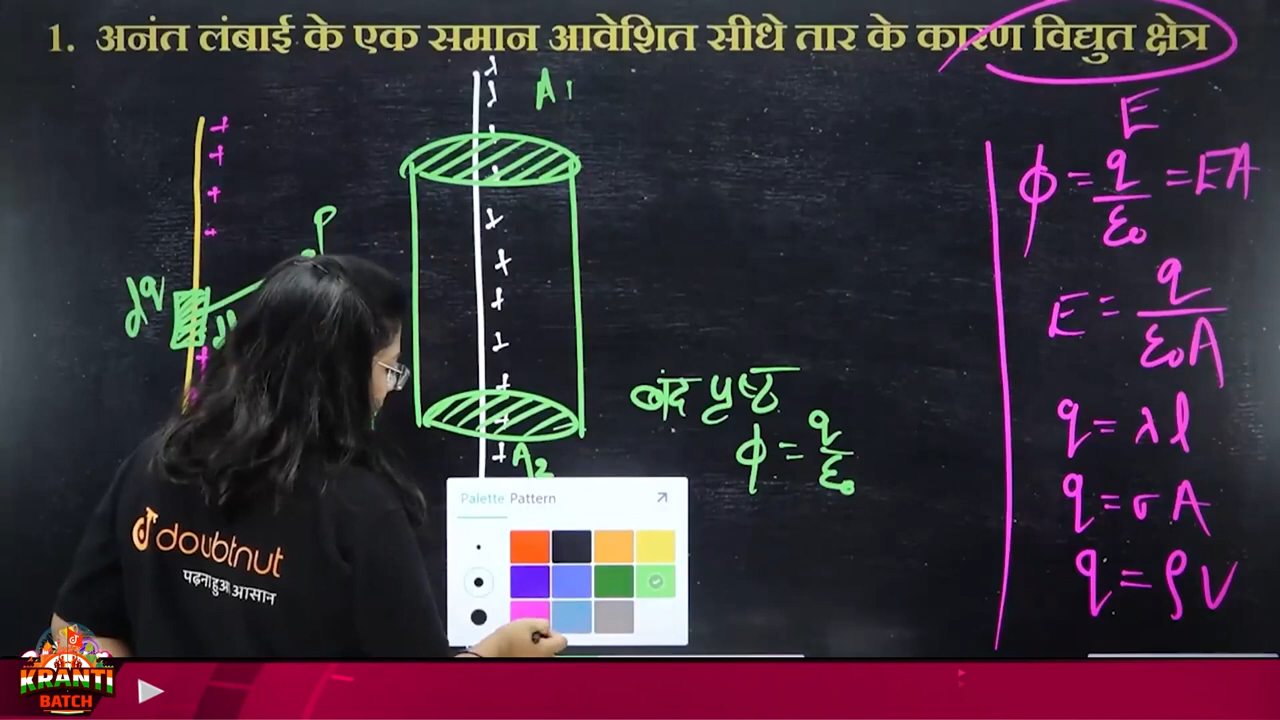 1. अनंत लंबाई के एक समान आवेशित सीधे तार के कारण विद्युत क्षेत्र
A1
P
dq
A2
बंद पृष्ठ
ϕ = q/ε₀
E
ϕ = q/ε₀ = EA
E = q/ε₀A
q = λl
q = σA
q = ρV
Palette Pattern
doubtnut
पढ़ना हुआ आसान
KRANTI
BATCH